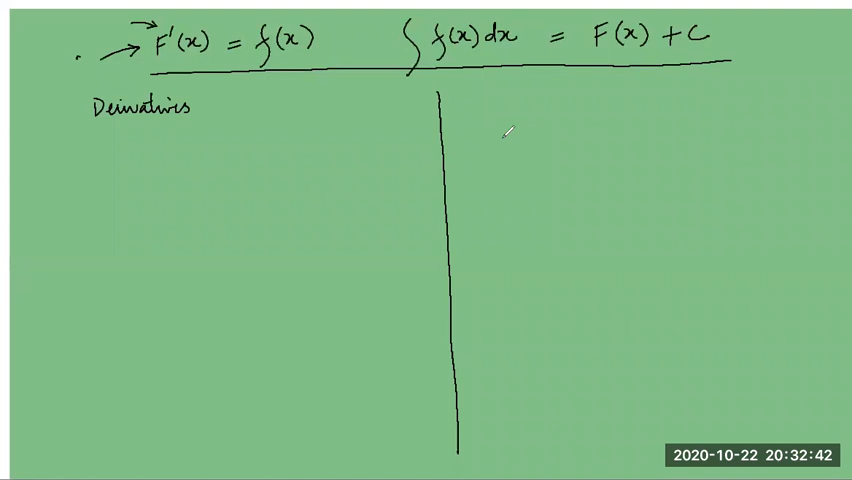 F'(x) = f(x) ∫ f(x) dx = F(x) + C
Derivatives
2020-10-22 20:32:42